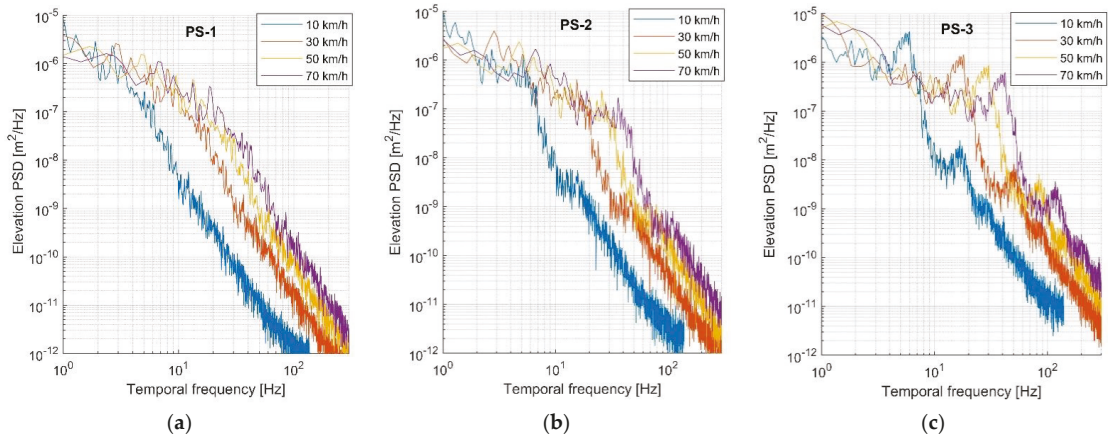 PS-1
10 km/h
30 km/h
50 km/h
70 km/h
Elevation PSD [m²/Hz]
10⁻⁵
10⁻⁶
10⁻⁷
10⁻⁸
10⁻⁹
10⁻¹⁰
10⁻¹¹
10⁻¹²
10⁰
10¹
10²
Temporal frequency [Hz]
(a)
PS-2
10 km/h
30 km/h
50 km/h
70 km/h
Elevation PSD [m²/Hz]
10⁻⁵
10⁻⁶
10⁻⁷
10⁻⁸
10⁻⁹
10⁻¹⁰
10⁻¹¹
10⁻¹²
10⁰
10¹
10²
Temporal frequency [Hz]
(b)
PS-3
10 km/h
30 km/h
50 km/h
70 km/h
Elevation PSD [m²/Hz]
10⁻⁵
10⁻⁶
10⁻⁷
10⁻⁸
10⁻⁹
10⁻¹⁰
10⁻¹¹
10⁻¹²
10⁰
10¹
10²
Temporal frequency [Hz]
(c)